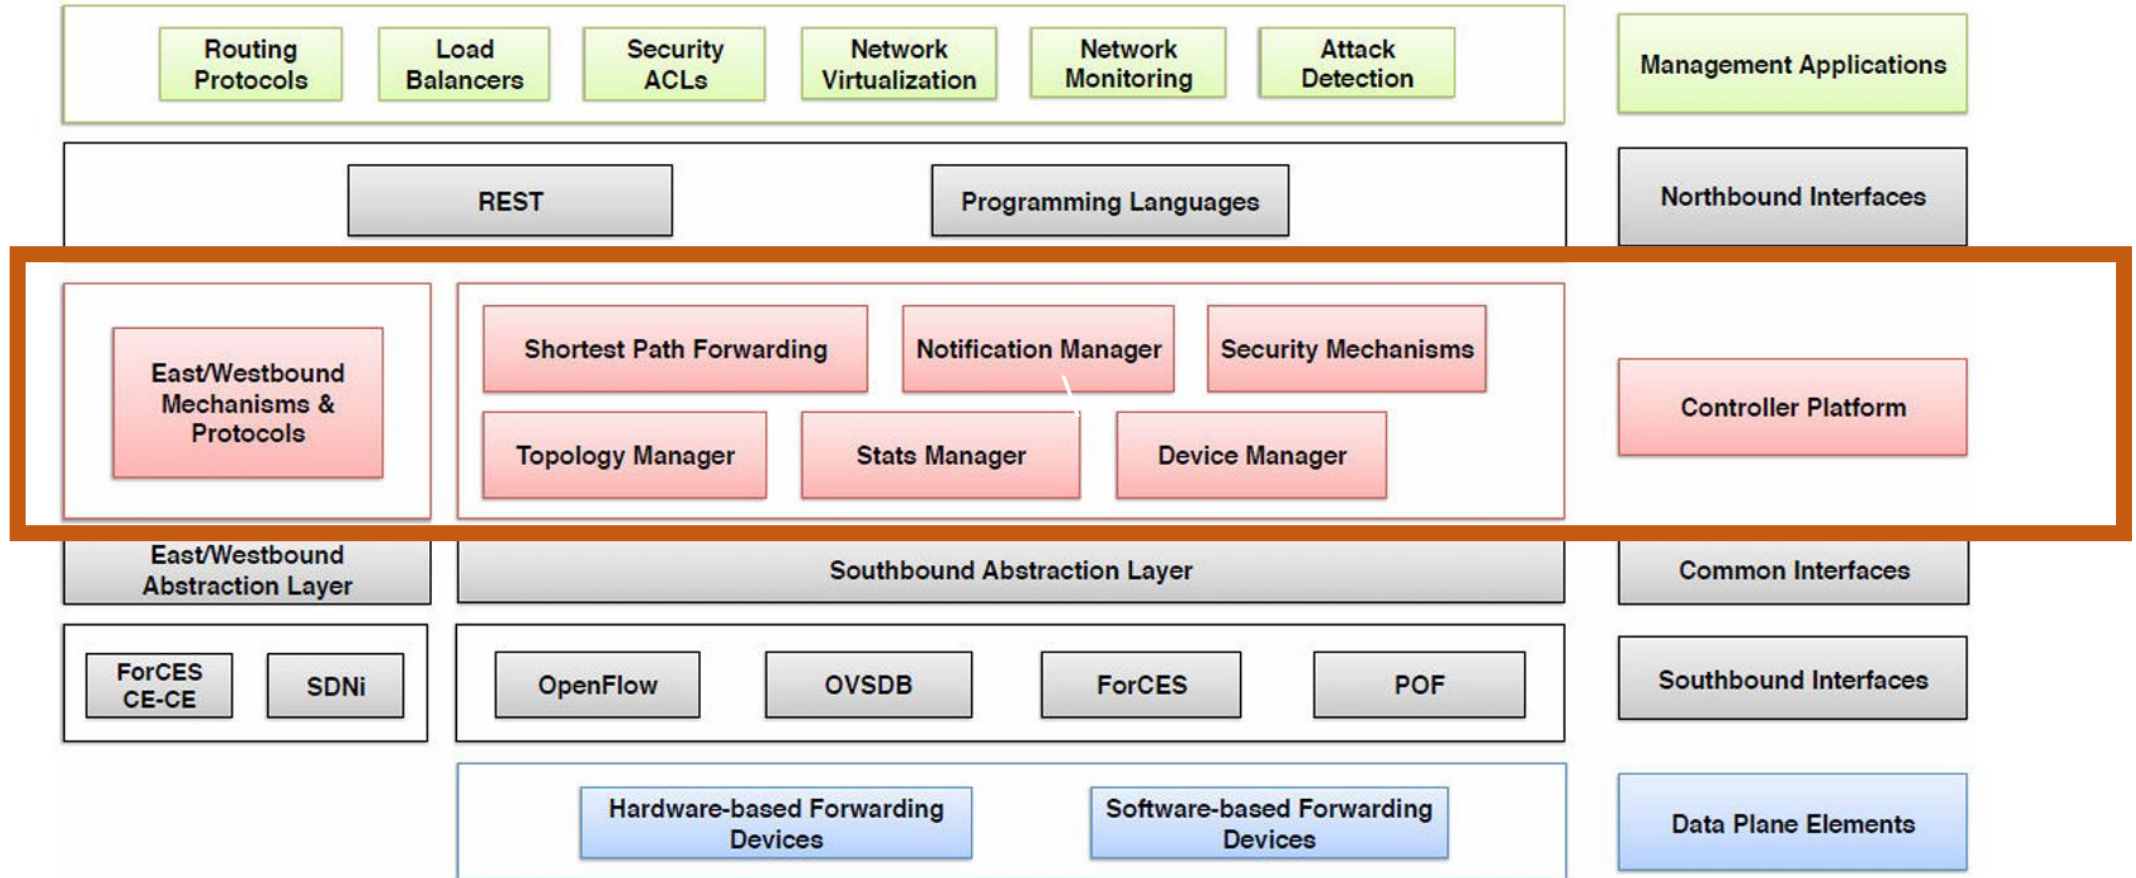 Routing
Protocols
Load
Balancers
Security
ACLs
Network
Virtualization
Network
Monitoring
Attack
Detection
Management Applications
REST
Programming Languages
Northbound Interfaces
East/Westbound
Mechanisms &
Protocols
Shortest Path Forwarding
Notification Manager
Security Mechanisms
Topology Manager
Stats Manager
Device Manager
Controller Platform
East/Westbound
Abstraction Layer
Southbound Abstraction Layer
Common Interfaces
ForCES
CE-CE
SDNi
OpenFlow
OVSDB
ForCES
POF
Southbound Interfaces
Hardware-based Forwarding
Devices
Software-based Forwarding
Devices
Data Plane Elements